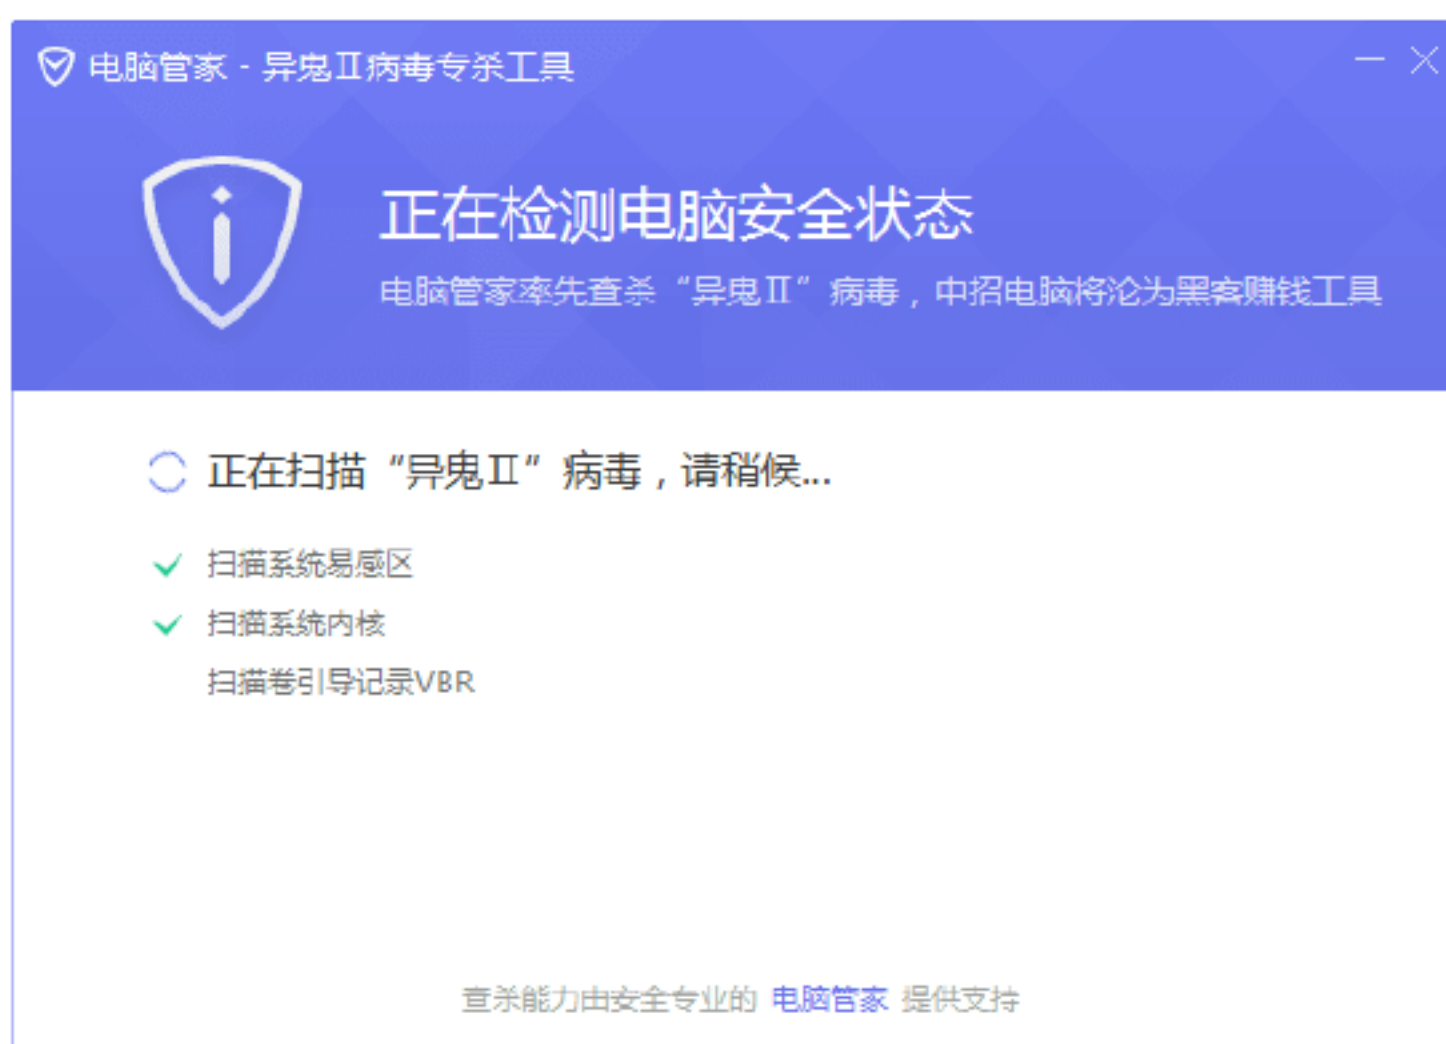 电脑管家 - 异鬼Ⅱ病毒专杀工具
正在检测电脑安全状态
电脑管家率先查杀“异鬼Ⅱ”病毒，中招电脑将沦为黑客赚钱工具
正在扫描“异鬼Ⅱ”病毒，请稍候...
扫描系统易感区
扫描系统内核
扫描卷引导记录VBR
查杀能力由安全专业的 电脑管家 提供支持